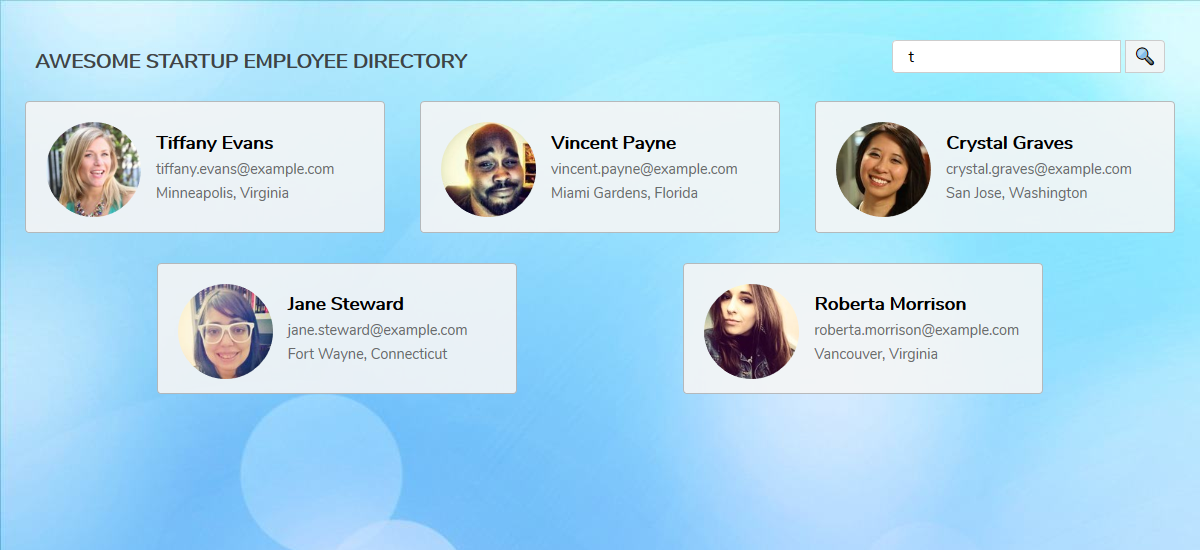 AWESOME STARTUP EMPLOYEE DIRECTORY
t
Tiffany Evans
tiffany.evans@example.com
Minneapolis, Virginia
Vincent Payne
vincent.payne@example.com
Miami Gardens, Florida
Crystal Graves
crystal.graves@example.com
San Jose, Washington
Jane Steward
jane.steward@example.com
Fort Wayne, Connecticut
Roberta Morrison
roberta.morrison@example.com
Vancouver, Virginia